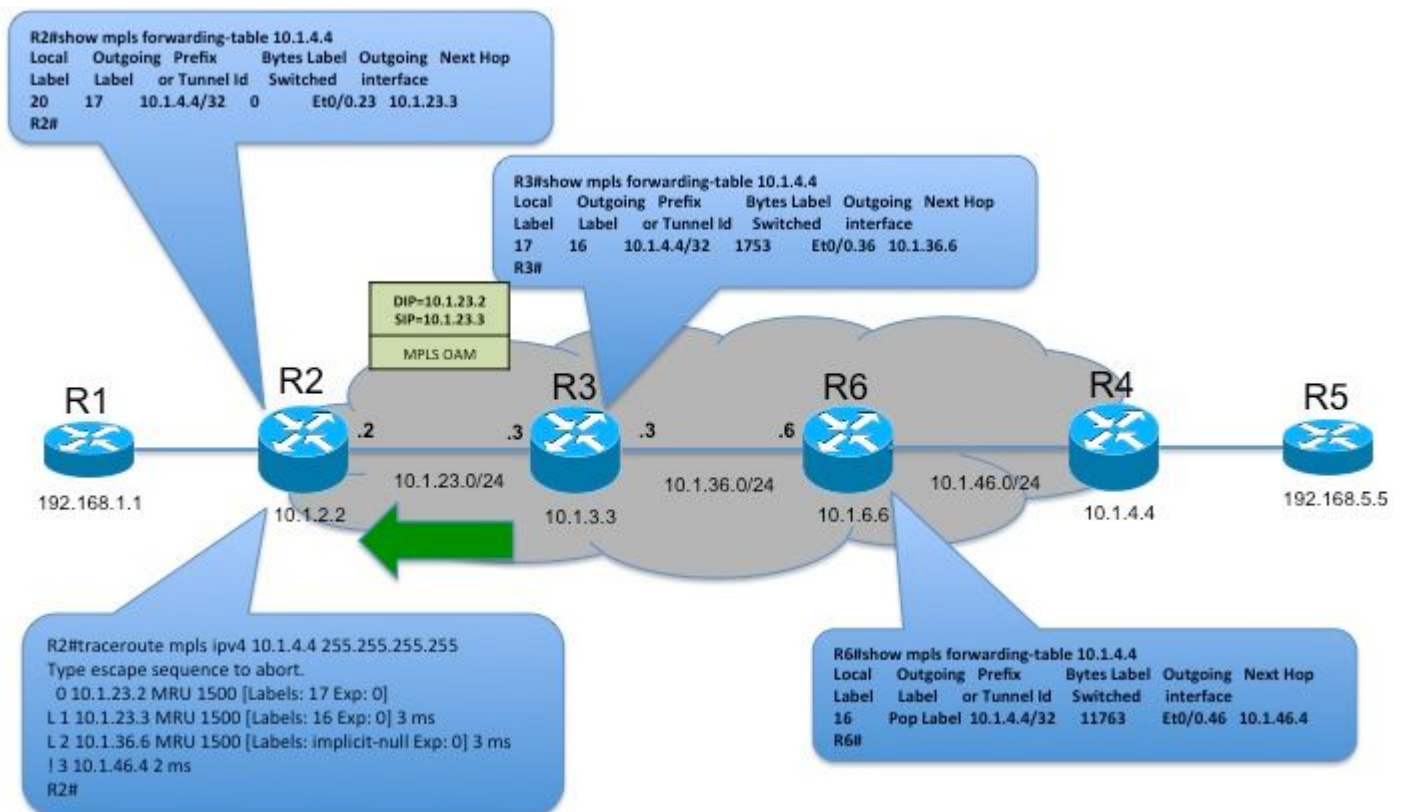 R2#show mpls forwarding-table 10.1.4.4
Local Outgoing Prefix Bytes Label Outgoing Next Hop
Label Label or Tunnel Id Switched interface
20 17 10.1.4.4/32 0 Et0/0.23 10.1.23.3
R2#
R3#show mpls forwarding-table 10.1.4.4
Local Outgoing Prefix Bytes Label Outgoing Next Hop
Label Label or Tunnel Id Switched interface
17 16 10.1.4.4/32 1753 Et0/0.36 10.1.36.6
R3#
DIP=10.1.23.2
SIP=10.1.23.3
MPLS OAM
R1
R2
R3
R6
R4
R5
.2
.3
.3
.6
192.168.1.1
10.1.23.0/24
10.1.36.0/24
10.1.46.0/24
192.168.5.5
10.1.2.2
10.1.3.3
10.1.6.6
10.1.4.4
R2#traceroute mpls ipv4 10.1.4.4 255.255.255.255
Type escape sequence to abort.
0 10.1.23.2 MRU 1500 [Labels: 17 Exp: 0]
L 1 10.1.23.3 MRU 1500 [Labels: 16 Exp: 0] 3 ms
L 2 10.1.36.6 MRU 1500 [Labels: implicit-null Exp: 0] 3 ms
! 3 10.1.46.4 2 ms
R2#
R6#show mpls forwarding-table 10.1.4.4
Local Outgoing Prefix Bytes Label Outgoing Next Hop
Label Label or Tunnel Id Switched interface
16 Pop Label 10.1.4.4/32 11763 Et0/0.46 10.1.46.4
R6#